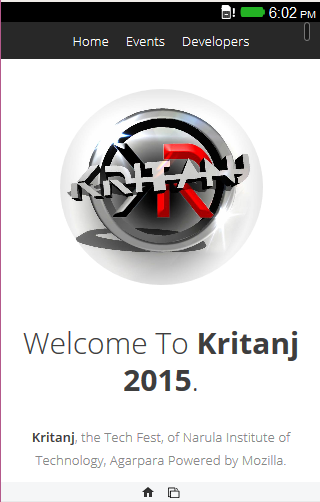 6:02 PM
Home Events Developers
KRITANJ
KR
Welcome To Kritanj
2015.
Kritanj, the Tech Fest, of Narula Institute of
Technology, Agarpara Powered by Mozilla.